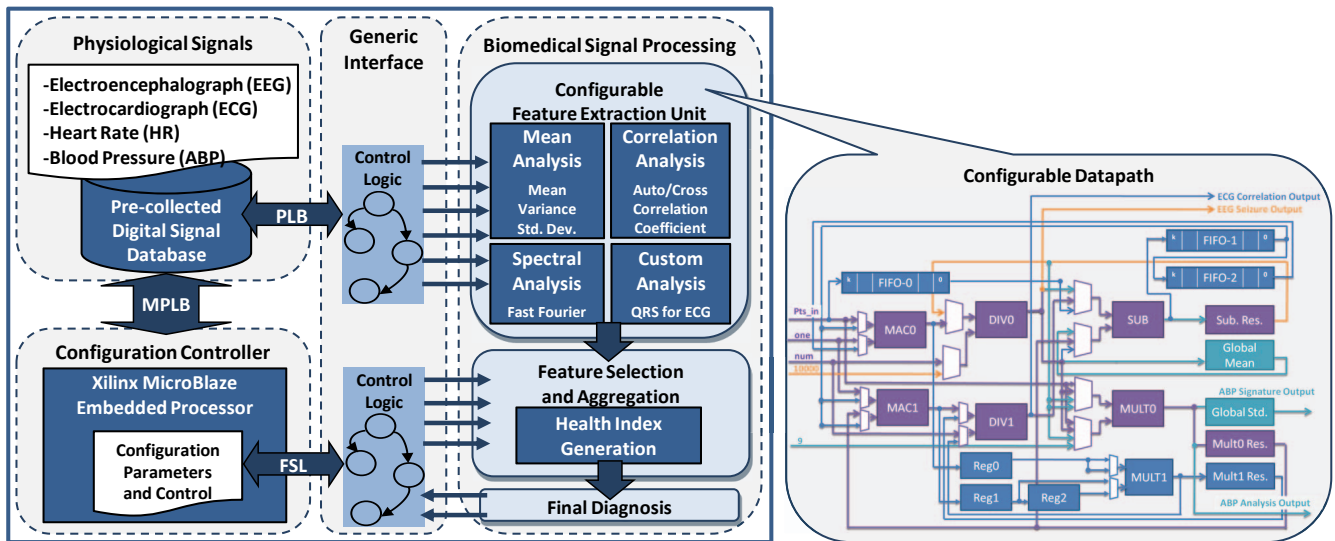 Physiological Signals
-Electroencephalograph (EEG)
-Electrocardiograph (ECG)
-Heart Rate (HR)
-Blood Pressure (ABP)
Pre-collected
Digital Signal
Database
PLB
MPLB
Configuration Controller
Xilinx MicroBlaze
Embedded Processor
Configuration
Parameters
and Control
FSL
Generic
Interface
Control
Logic
Control
Logic
Biomedical Signal Processing
Configurable
Feature Extraction Unit
Mean
Analysis
Mean
Variance
Std. Dev.
Correlation
Analysis
Auto/Cross
Correlation
Coefficient
Spectral
Analysis
Fast Fourier
Custom
Analysis
QRS for ECG
Feature Selection
and Aggregation
Health Index
Generation
Final Diagnosis
Configurable Datapath
ECG Correlation Output
EEG Seizure Output
k FIFO-1 0
k FIFO-2 0
k FIFO-0 0
Pts_in
one
num
10000
9
MAC0
DIV0
SUB
Sub. Res.
Global
Mean
ABP Signature Output
MAC1
DIV1
MULT0
Global Std.
Mult0 Res.
Reg0
Reg1
Reg2
MULT1
Mult1 Res.
ABP Analysis Output